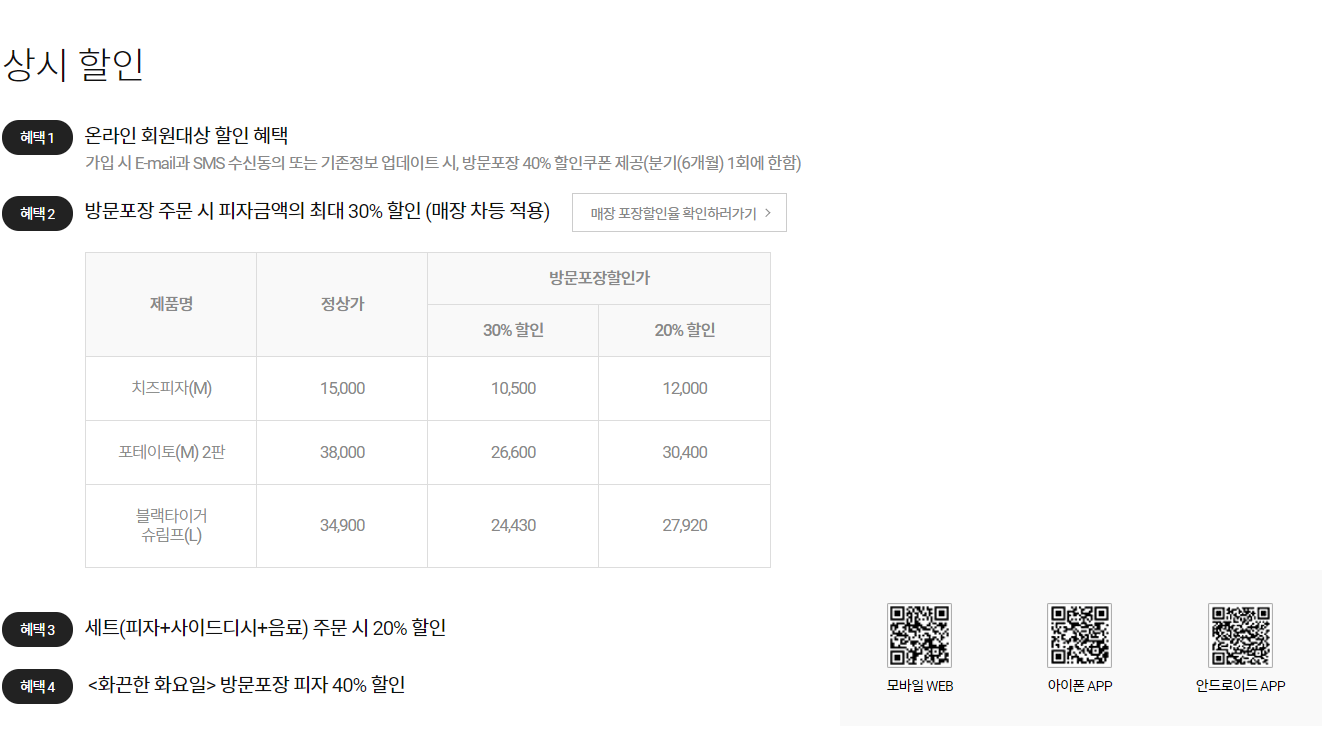 상시 할인
혜택 1
온라인 회원대상 할인 혜택
가입 시 E-mail과 SMS 수신동의 또는 기존정보 업데이트 시, 방문포장 40% 할인쿠폰 제공(분기(6개월) 1회에 한함)
혜택 2
방문포장 주문 시 피자금액의 최대 30% 할인 (매장 차등 적용)
매장 포장할인율 확인하러가기 >
제품명
정상가
방문포장할인가
30% 할인
20% 할인
치즈피자(M)
15,000
10,500
12,000
포테이토(M) 2판
38,000
26,600
30,400
블랙타이거
슈림프(L)
34,900
24,430
27,920
혜택 3
세트(피자+사이드디시+음료) 주문 시 20% 할인
혜택 4
<화끈한 화요일> 방문포장 피자 40% 할인
모바일 WEB
아이폰 APP
안드로이드 APP